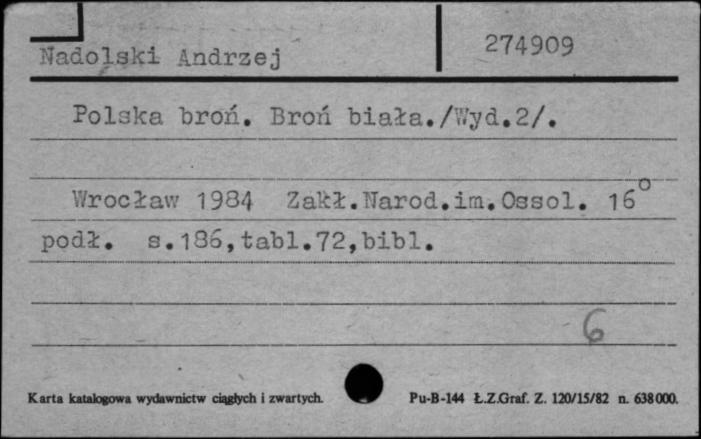 Nadolski Andrzej
274909
Polska broń. Broń biała./Wyd.2/.
Wrocław 1984 Zakł.Narod.im.Ossol. 16°
podł. s.186,tabl.72,bibl.
6
Karta katalogowa wydawnictw ciągłych i zwartych.
Pu-B-144 Ł.Z.Graf. Z. 120/15/82 n. 638000.